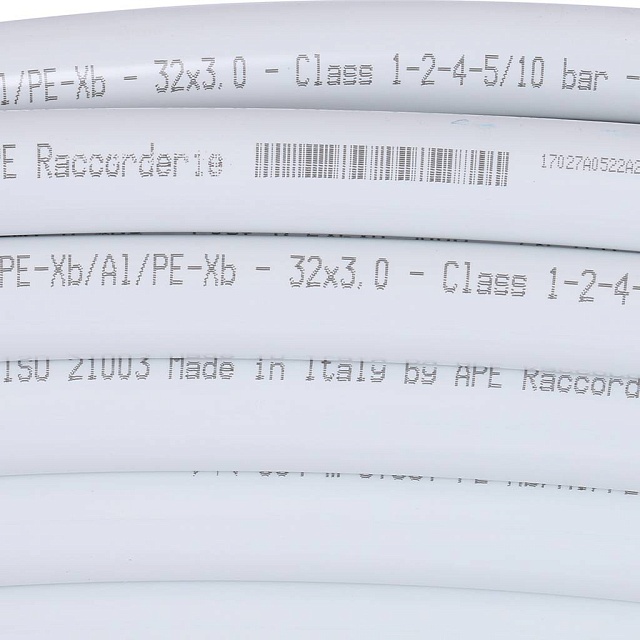 Al/PE-Xb - 32x3.0 - Class 1-2-4-5/10 bar -
PE Raccorderie 17027A0522A2
PE-Xb/Al/PE-Xb - 32x3.0 - Class 1-2-4-
ISO 21003 Made in Italy by APE Raccord